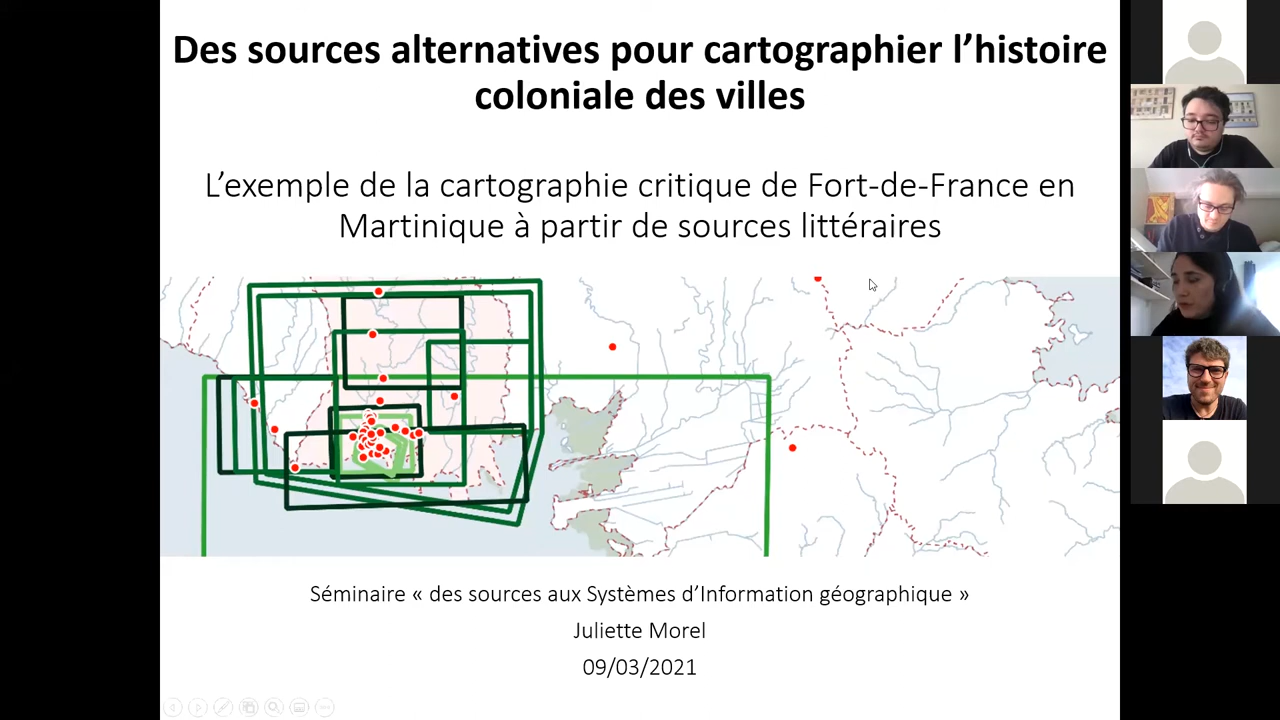 Des sources alternatives pour cartographier l’histoire
coloniale des villes
L’exemple de la cartographie critique de Fort-de-France en
Martinique à partir de sources littéraires
Séminaire « des sources aux Systèmes d’Information géographique »
Juliette Morel
09/03/2021